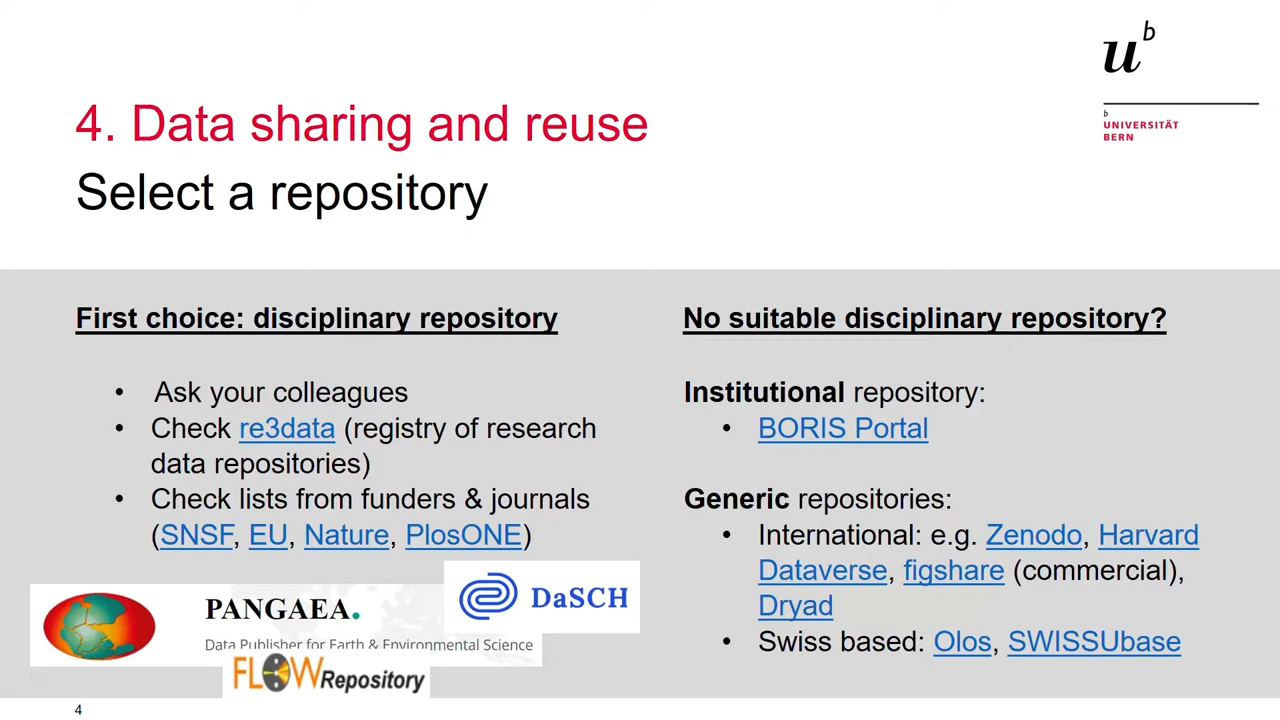 u b
b
UNIVERSITÄT
BERN
4. Data sharing and reuse
Select a repository
First choice: disciplinary repository
• Ask your colleagues
• Check re3data (registry of research
data repositories)
• Check lists from funders & journals
(SNSF, EU, Nature, PlosONE)
PANGAEA.
Data Publisher for Earth & Environmental Science
DaSCH
FLOWRepository
No suitable disciplinary repository?
Institutional repository:
• BORIS Portal
Generic repositories:
• International: e.g. Zenodo, Harvard
Dataverse, figshare (commercial),
Dryad
• Swiss based: Olos, SWISSUbase
4